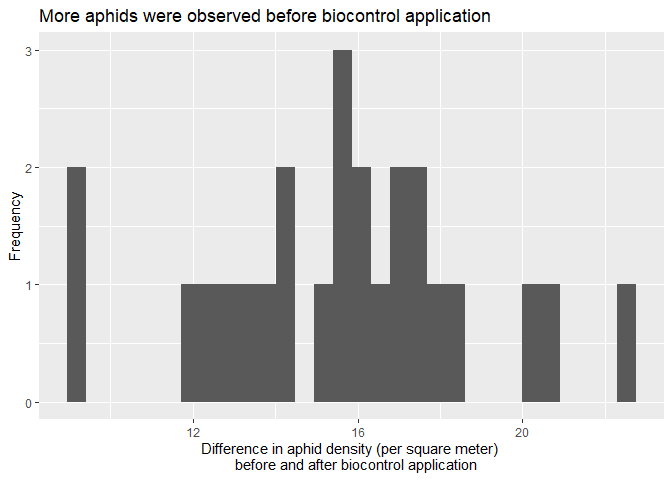 More aphids were observed before biocontrol application
3
2
1
0
Frequency
12 16 20
Difference in aphid density (per square meter)
before and after biocontrol application